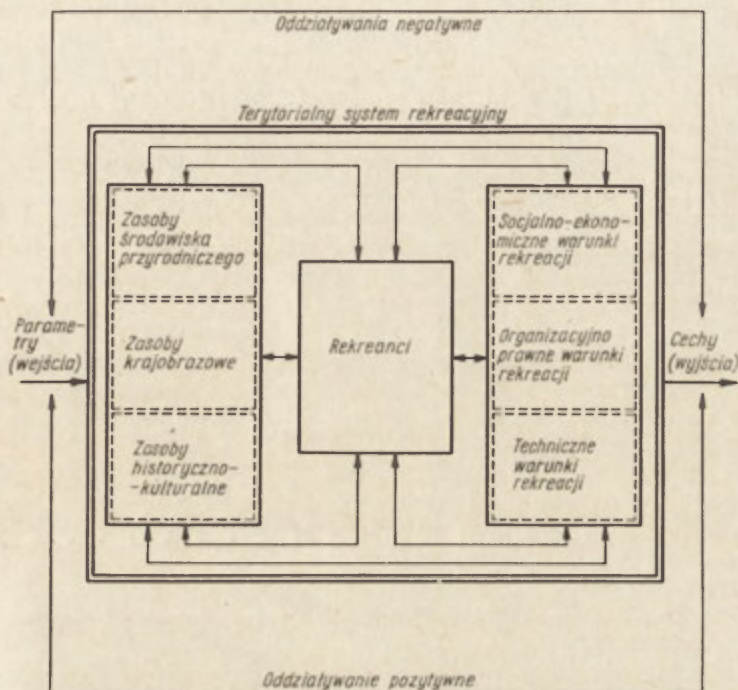 Oddziaływania negatywne
Terytorialny system rekreacyjny
Zasoby
środowiska
przyrodniczego
Socjalno-ekono-
miczne warunki
rekreacji
Parame-
try
(wejścia)
Zasoby
krajobrazowe
Rekreanci
Organizacyjno
prawne warunki
rekreacji
Cechy
(wyjścia)
Zasoby
historyczno-
-kulturalne
Techniczne
warunki
rekreacji
Oddziaływanie pozytywne